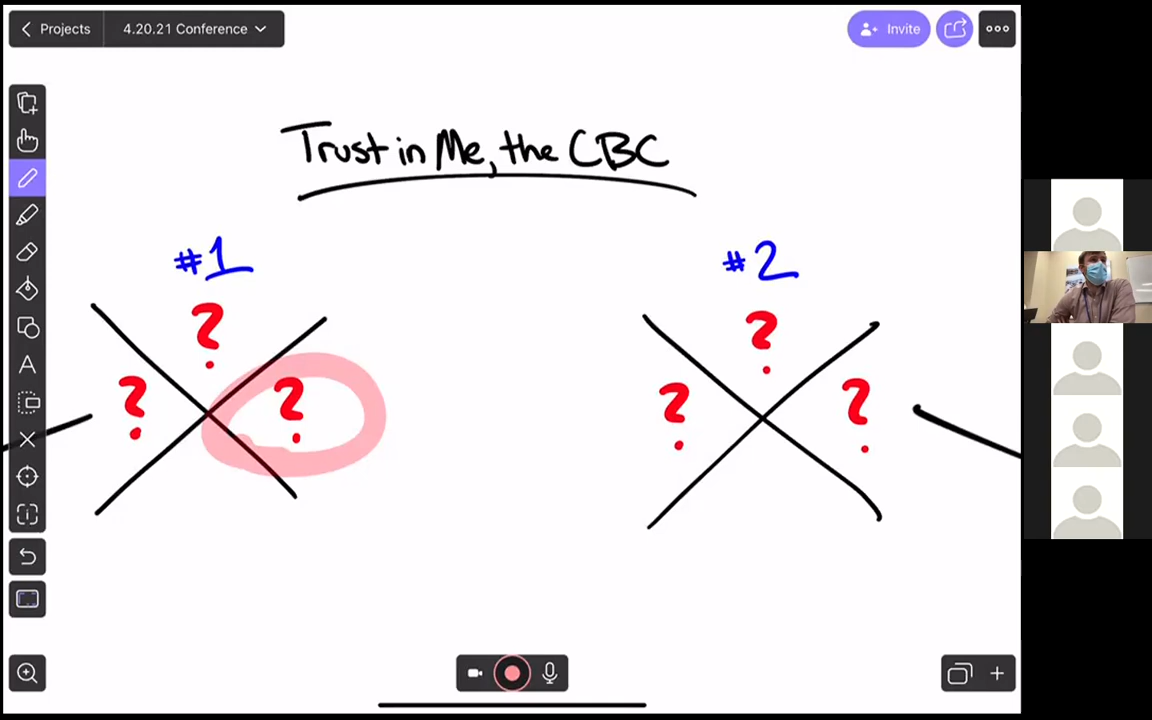 Projects
4.20.21 Conference
Invite
Trust in Me, the CBC
#1
#2
?
?
?
?
?
?
A